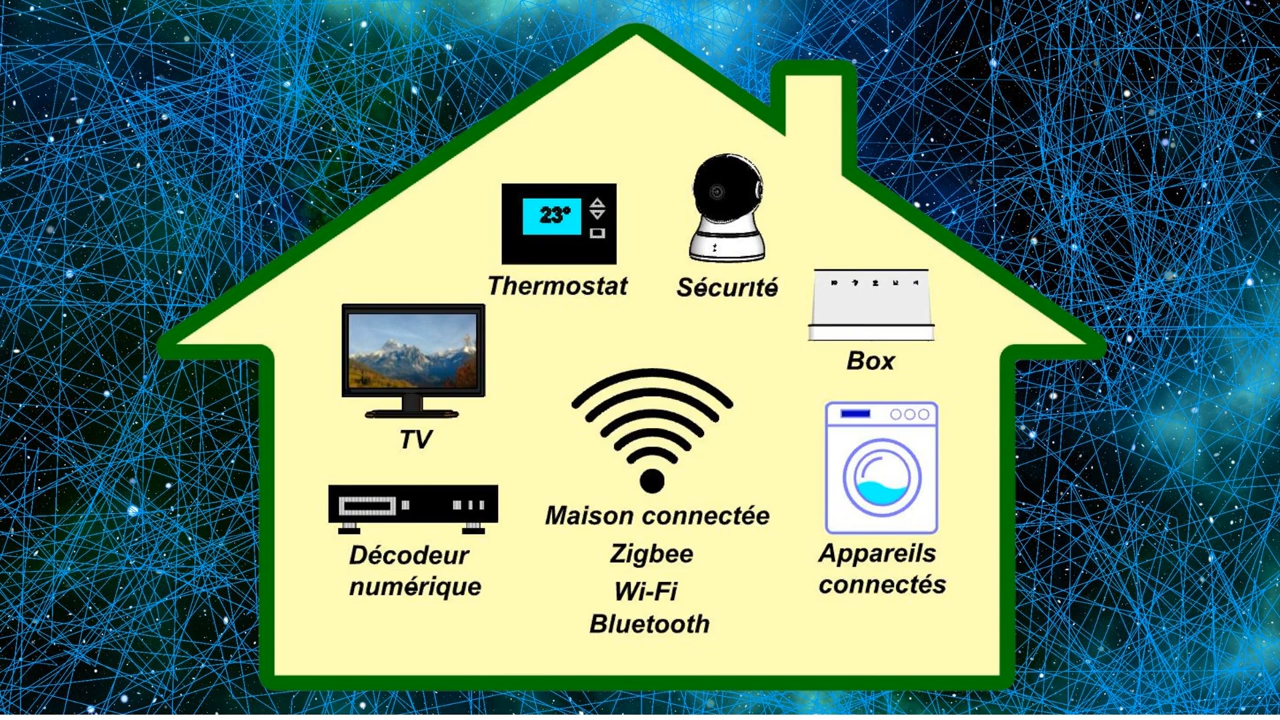 23°
Thermostat
Sécurité
Box
TV
Maison connectée
Zigbee
Wi-Fi
Bluetooth
Décodeur
numérique
Appareils
connectés